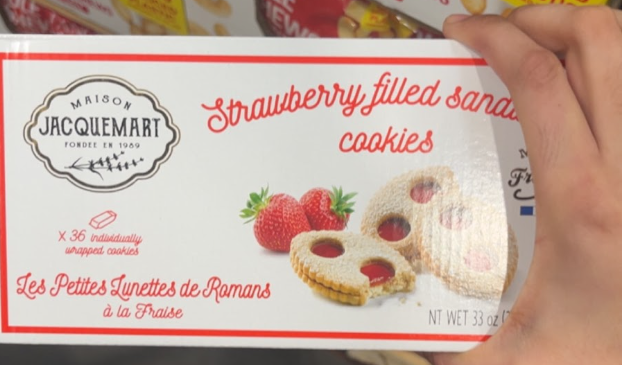 MAISON
JACQUEMART
FONDÉE EN 1989
Strawberry filled
cookies
X 36 individually
wrapped cookies
Les Petites Lunettes de Romans
à la Fraise
NT WET 33 oz